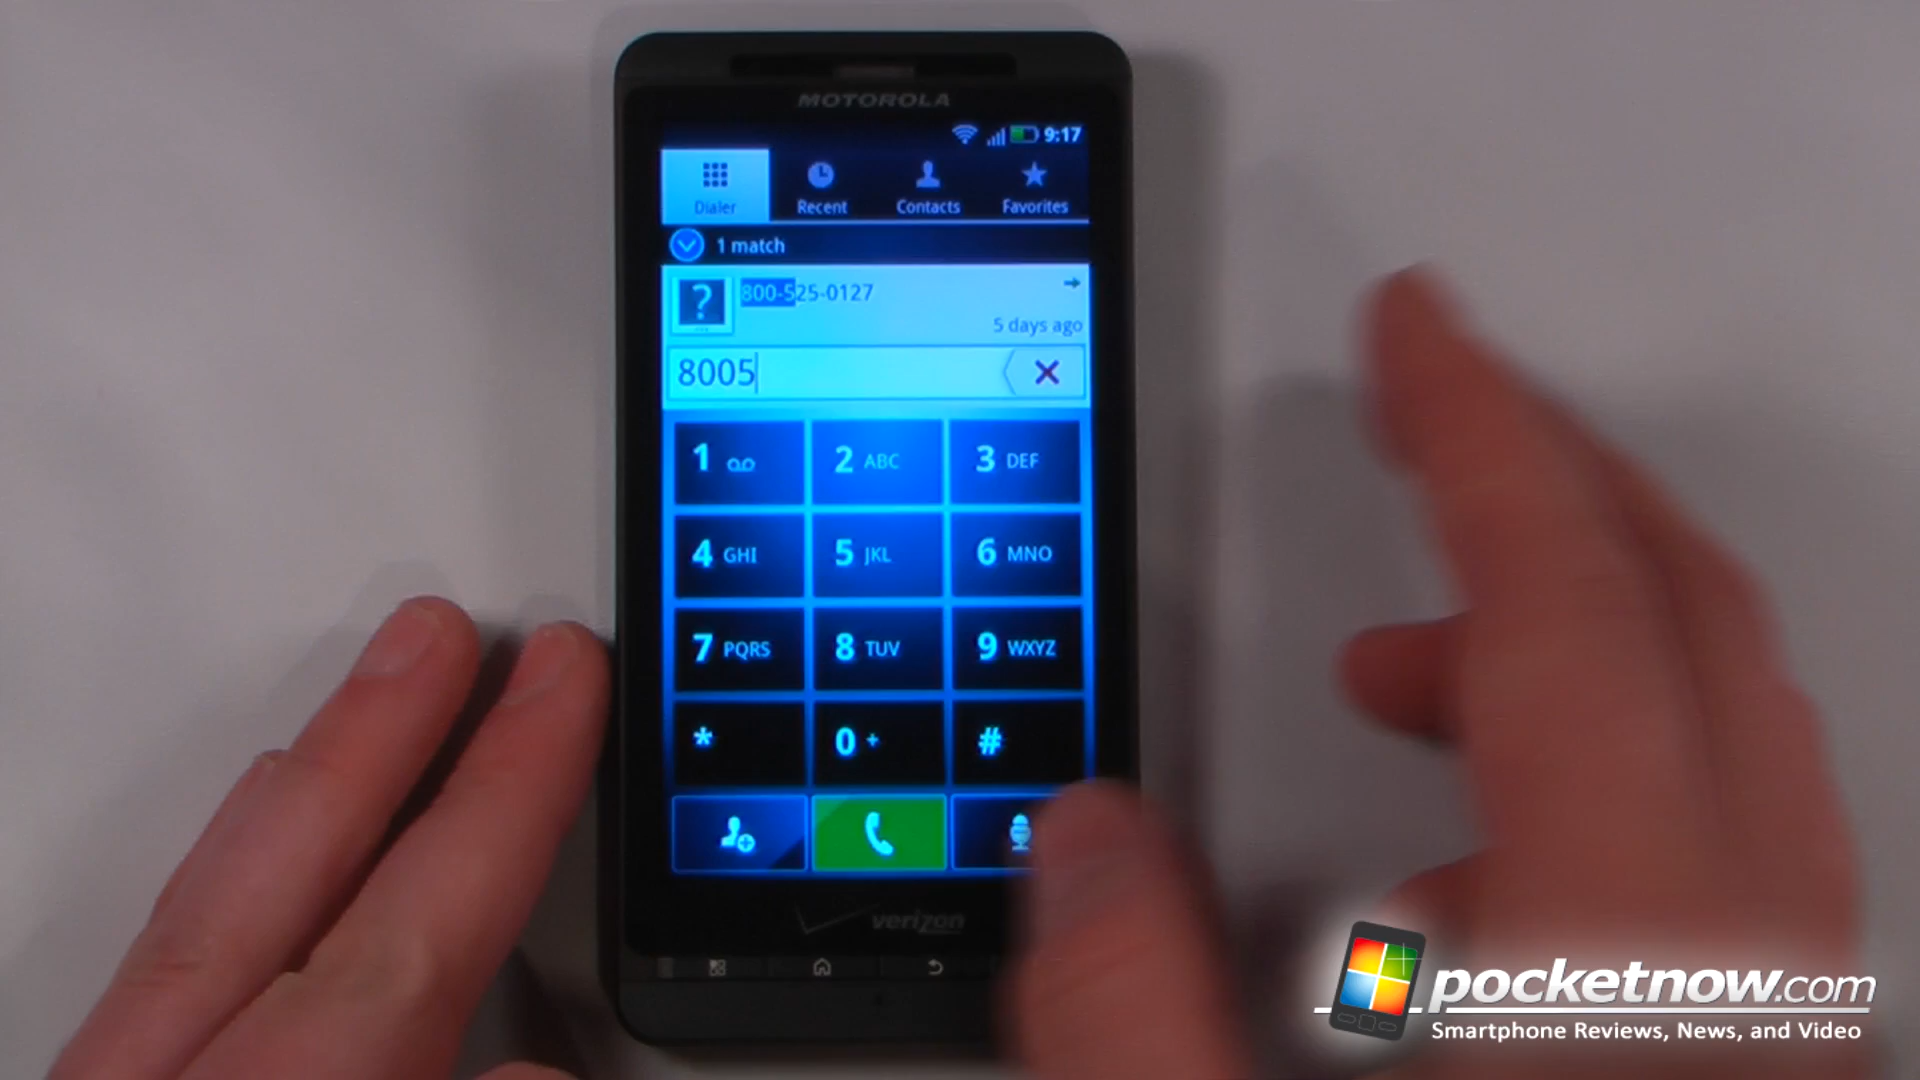 MOTOROLA
9:17
Dialer Recent Contacts Favorites
1 match
?
800-525-0127
5 days ago
8005
1 2 ABC 3 DEF
4 GHI 5 JKL 6 MNO
7 PQRS 8 TUV 9 WXYZ
* 0 + #
verizon
pocketnow.com
Smartphone Reviews, News, and Video